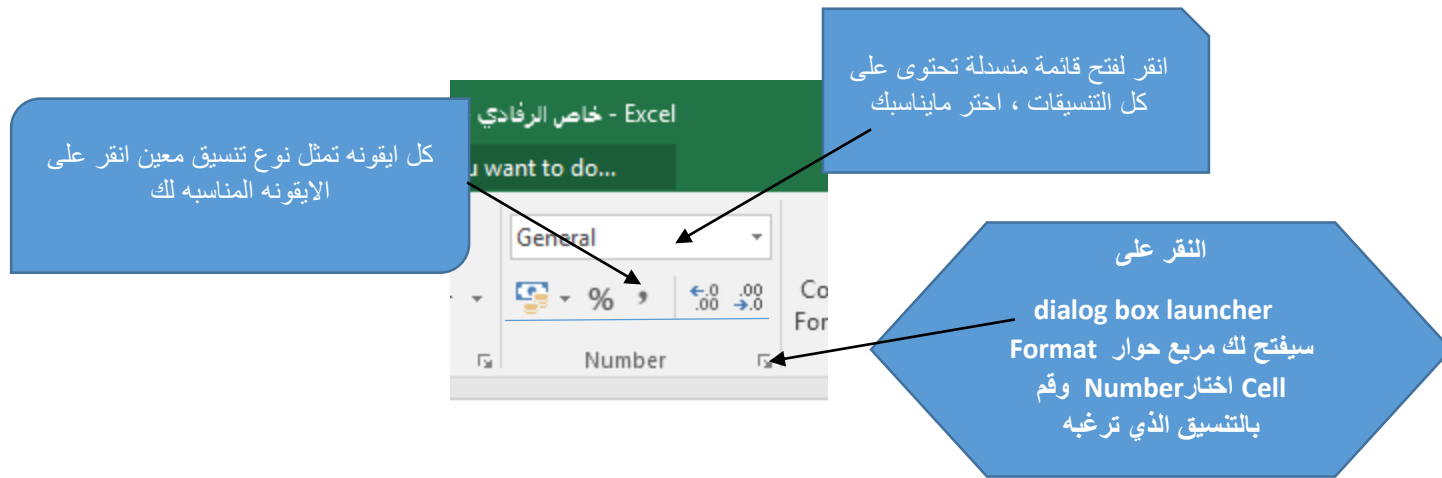 انقر لفتح قائمة منسدلة تحتوى على
كل التنسيقات ، اختر مايناسبك
كل ايقونه تمثل نوع تنسيق معين انقر على
الايقونه المناسبه لك
خاص الرفادي - Excel
want to do...
General
% ,
←.0 .00
.00 →.0
Number
النقر على
dialog box launcher
سيفتح لك مربع حوار Format
Cell اختارNumber وقم
بالتنسيق الذي ترغبه